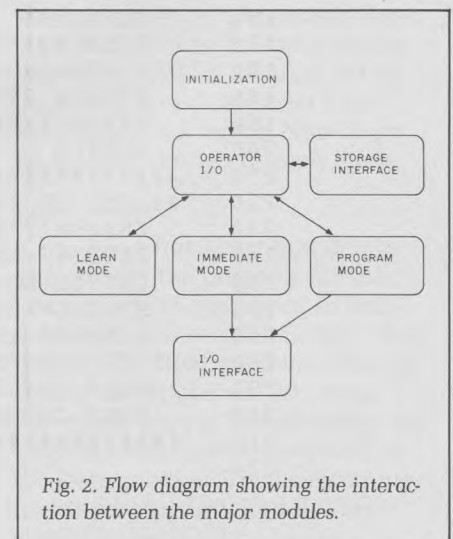 INITIALIZATION
OPERATOR
I/O
STORAGE
INTERFACE
LEARN
MODE
IMMEDIATE
MODE
PROGRAM
MODE
I/O
INTERFACE
Fig. 2. Flow diagram showing the interac-
tion between the major modules.